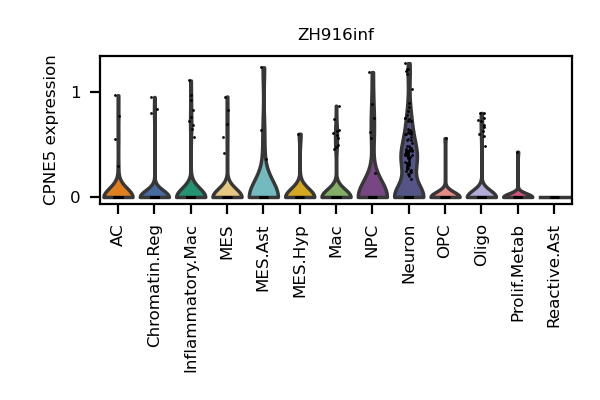 ZH916inf
CPNE5 expression
1
0
AC
Chromatin.Reg
Inflammatory.Mac
MES
MES.Ast
MES.Hyp
Mac
NPC
Neuron
OPC
Oligo
Prolif.Metab
Reactive.Ast